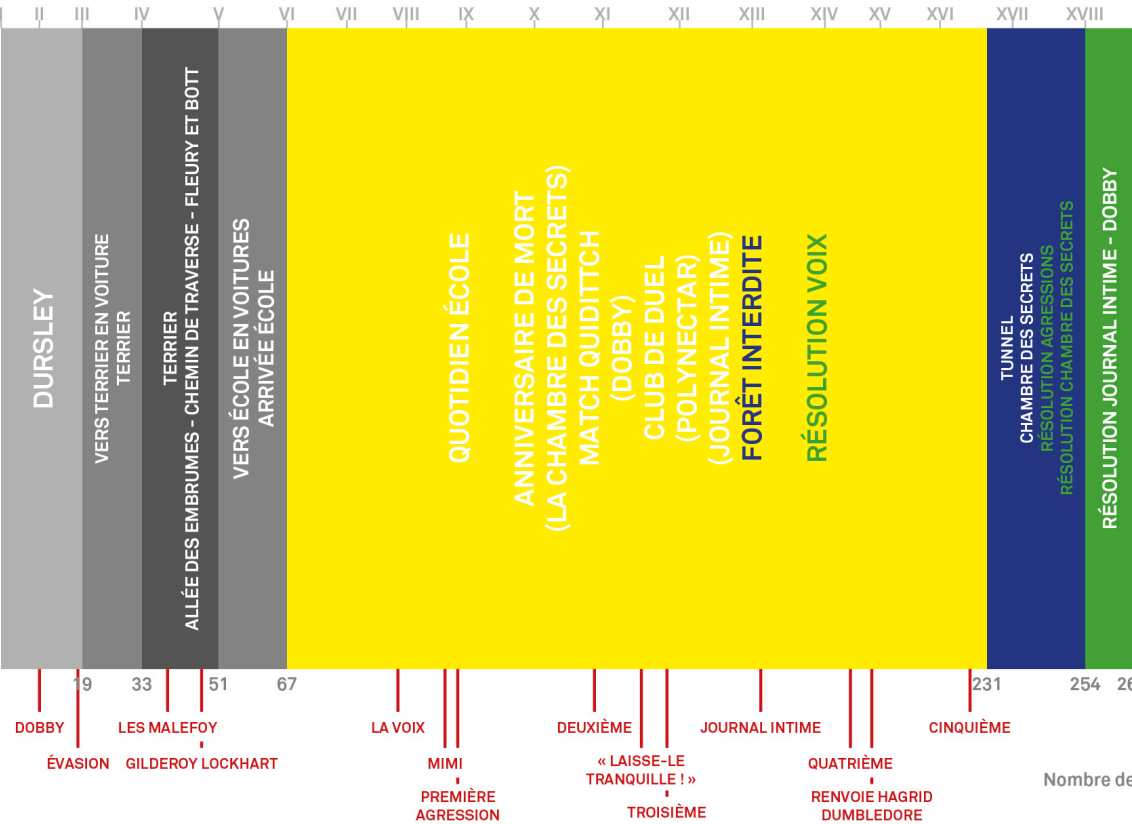 I II III IV V VI VII VIII IX X XI XII XIII XIV XV XVI XVII XVIII
DURSLEY
VERS TERRIER EN VOITURE
TERRIER
TERRIER
ALLÉE DES EMBRUMES - CHEMIN DE TRAVERSE - FLEURY ET BOTT
VERS ÉCOLE EN VOITURES
ARRIVÉE ÉCOLE
QUOTIDIEN ÉCOLE
ANNIVERSAIRE DE MORT
(LA CHAMBRE DES SECRETS)
MATCH QUIDITTCH
(DOBBY)
CLUB DE DUEL
(POLYNECTAR)
(JOURNAL INTIME)
FORÊT INTERDITE
RÉSOLUTION VOIX
TUNNEL
CHAMBRE DES SECRETS
RÉSOLUTION AGRESSIONS
RÉSOLUTION CHAMBRE DES SECRETS
RÉSOLUTION JOURNAL INTIME - DOBBY
19 33 51 67 231 254 26
DOBBY LES MALEFOY LA VOIX DEUXIÈME JOURNAL INTIME CINQUIÈME
ÉVASION GILDEROY LOCKHART MIMI « LAISSE-LE
TRANQUILLE ! » QUATRIÈME
Nombre de
PREMIÈRE
AGRESSION
TROISIÈME
RENVOIE HAGRID
DUMBLEDORE